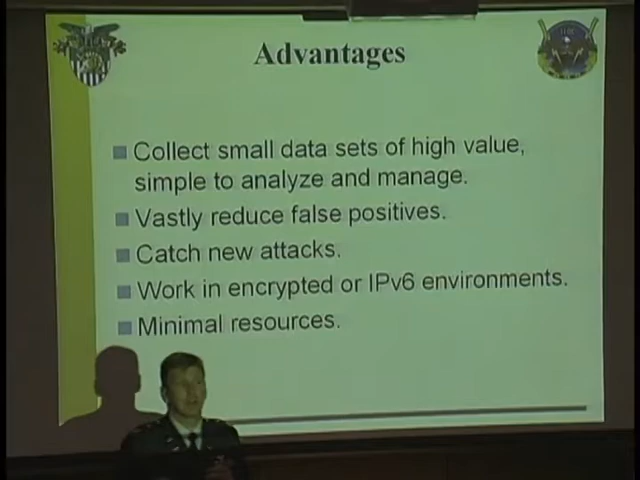 Advantages
Collect small data sets of high value,
simple to analyze and manage.
Vastly reduce false positives.
Catch new attacks.
Work in encrypted or IPv6 environments.
Minimal resources.